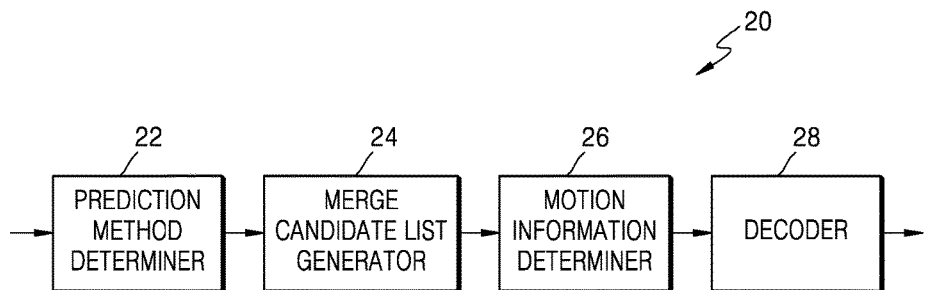 20
22
PREDICTION
METHOD
DETERMINER
24
MERGE
CANDIDATE LIST
GENERATOR
26
MOTION
INFORMATION
DETERMINER
28
DECODER